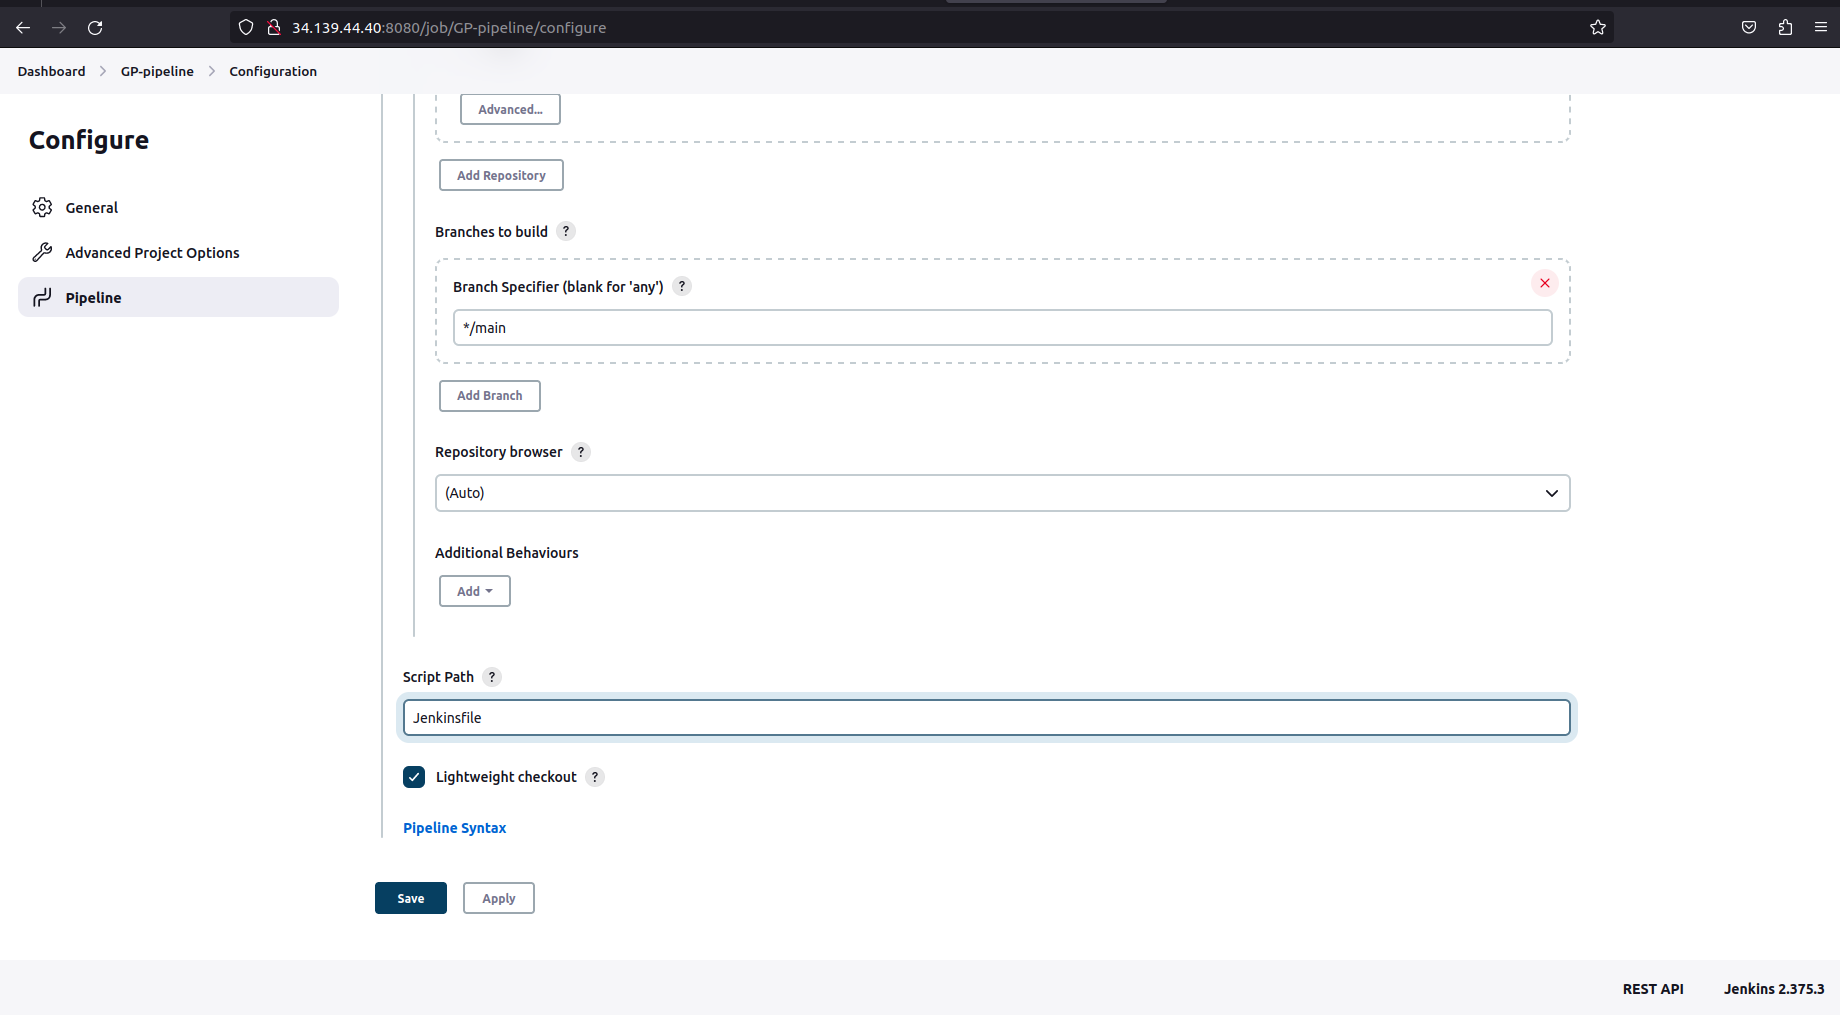 34.139.44.40:8080/job/GP-pipeline/configure
Dashboard > GP-pipeline > Configuration
Configure
General
Advanced Project Options
Pipeline
Advanced...
Add Repository
Branches to build ?
Branch Specifier (blank for 'any') ?
*/main
Add Branch
Repository browser ?
(Auto)
Additional Behaviours
Add
Script Path ?
Jenkinsfile
Lightweight checkout ?
Pipeline Syntax
Save Apply
REST API Jenkins 2.375.3